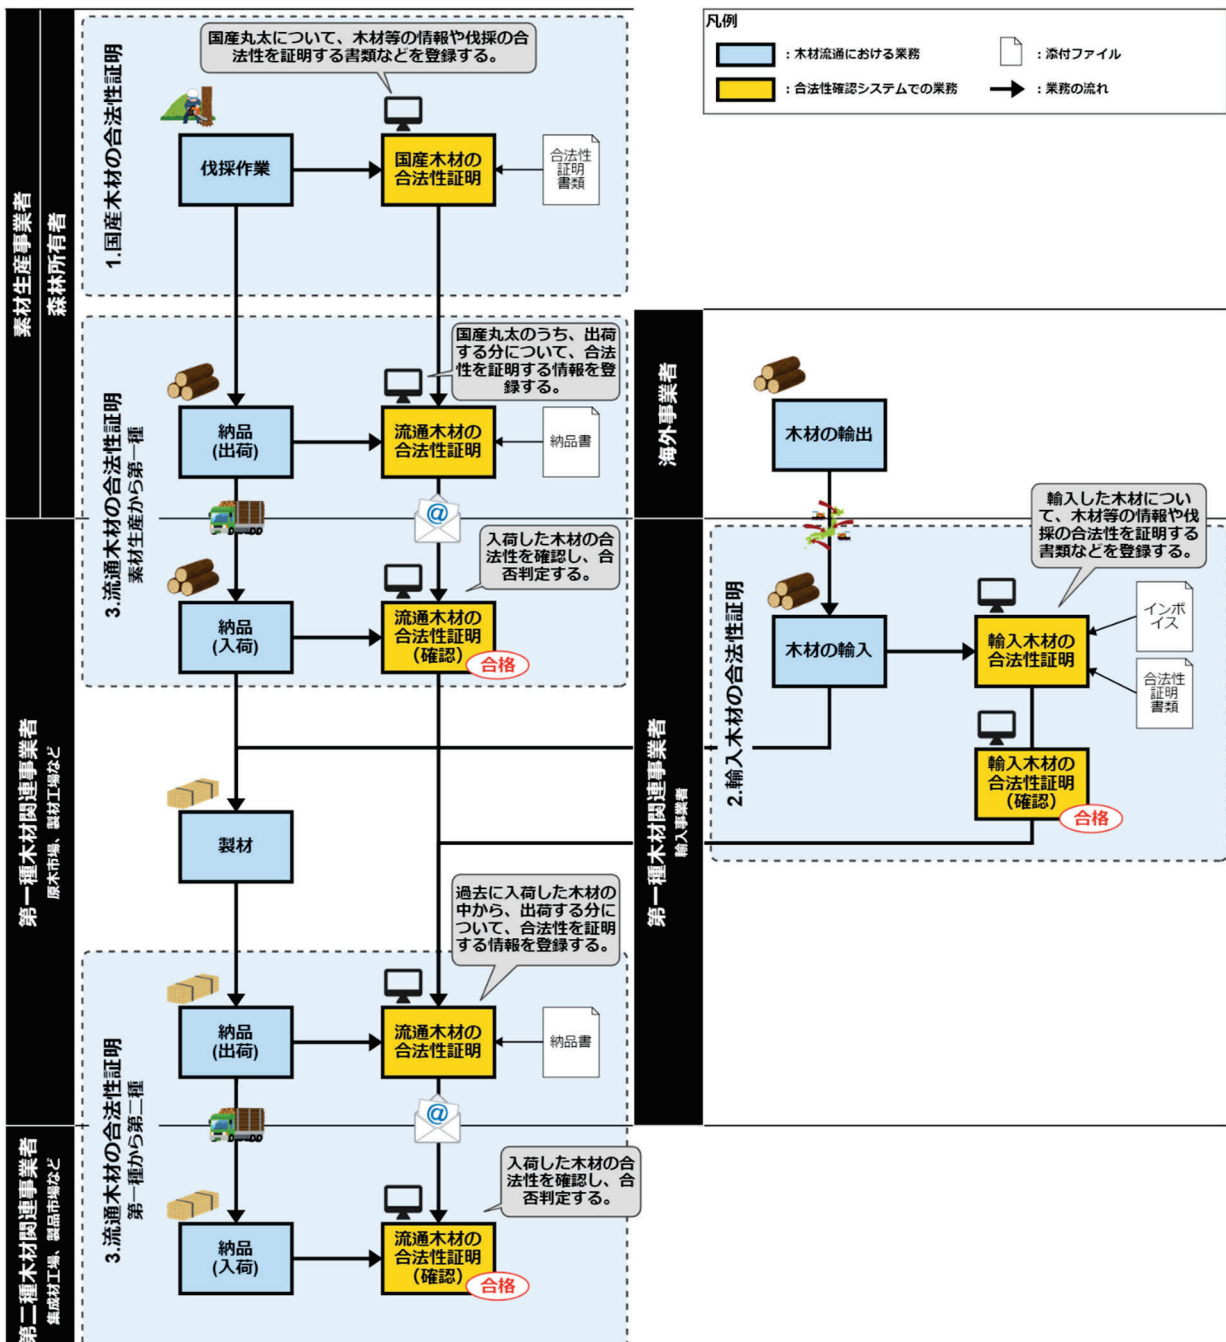 凡例
：木材流通における業務
：添付ファイル
：合法性確認システムでの業務
：業務の流れ
素材生産事業者
森林所有者
1.国産木材の合法性証明
国産丸太について、木材等の情報や伐採の合
法性を証明する書類などを登録する。
伐採作業
国産木材の
合法性証明
合法性
証明
書類
3.流通木材の合法性証明
素材生産から第一種
国産丸太のうち、出荷
する分について、合法
性を証明する情報を登
録する。
納品
(出荷)
流通木材の
合法性証明
納品書
@
入荷した木材の合
法性を確認し、合
否判定する。
納品
(入荷)
流通木材の
合法性証明
（確認）
合格
海外事業者
木材の輸出
第一種木材関連事業者
輸入事業者
2.輸入木材の合法性証明
輸入した木材につい
て、木材等の情報や伐
採の合法性を証明する
書類などを登録する。
木材の輸入
輸入木材の
合法性証明
インボ
イス
合法性
証明
書類
輸入木材の
合法性証明
（確認）
合格
第一種木材関連事業者
原木市場、製材工場など
製材
過去に入荷した木材の
中から、出荷する分に
ついて、合法性を証明
する情報を登録する。
3.流通木材の合法性証明
第一種から第二種
納品
(出荷)
流通木材の
合法性証明
納品書
@
第二種木材関連事業者
集成材工場、製品市場など
入荷した木材の合
法性を確認し、合
否判定する。
納品
(入荷)
流通木材の
合法性証明
（確認）
合格